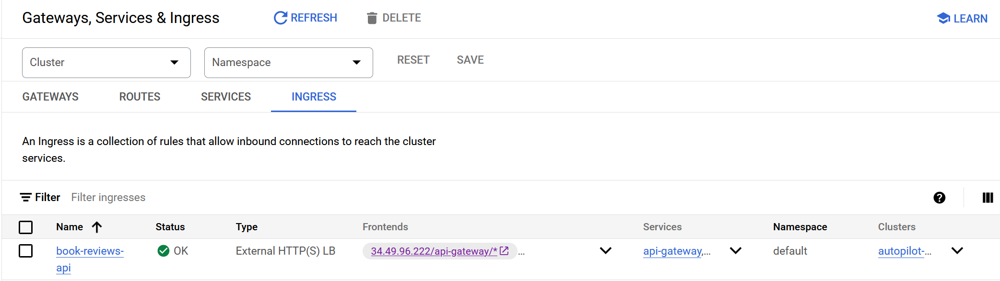 Gateways, Services & Ingress REFRESH DELETE LEARN
Cluster Namespace RESET SAVE
GATEWAYS ROUTES SERVICES INGRESS
An Ingress is a collection of rules that allow inbound connections to reach the cluster
services.
Filter Filter ingresses
Name Status Type Frontends Services Namespace Clusters
book-reviews- OK External HTTP(S) LB 34.49.96.222/api-gateway/* ... api-gateway,... default autopilot-...
api